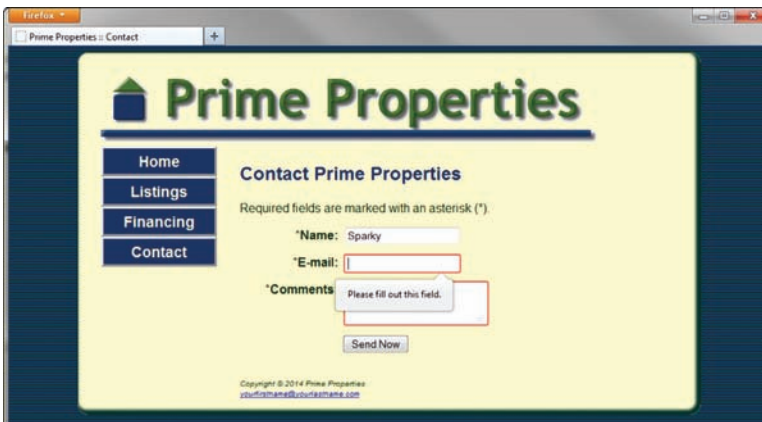 Firefox
Prime Properties :: Contact
Prime Properties
Home
Listings
Financing
Contact
Contact Prime Properties
Required fields are marked with an asterisk (*).
*Name: Sparky
*E-mail:
*Comments
Please fill out this field.
Send Now
Copyright © 2014 Prime Properties
yourfirstname@yourlastname.com